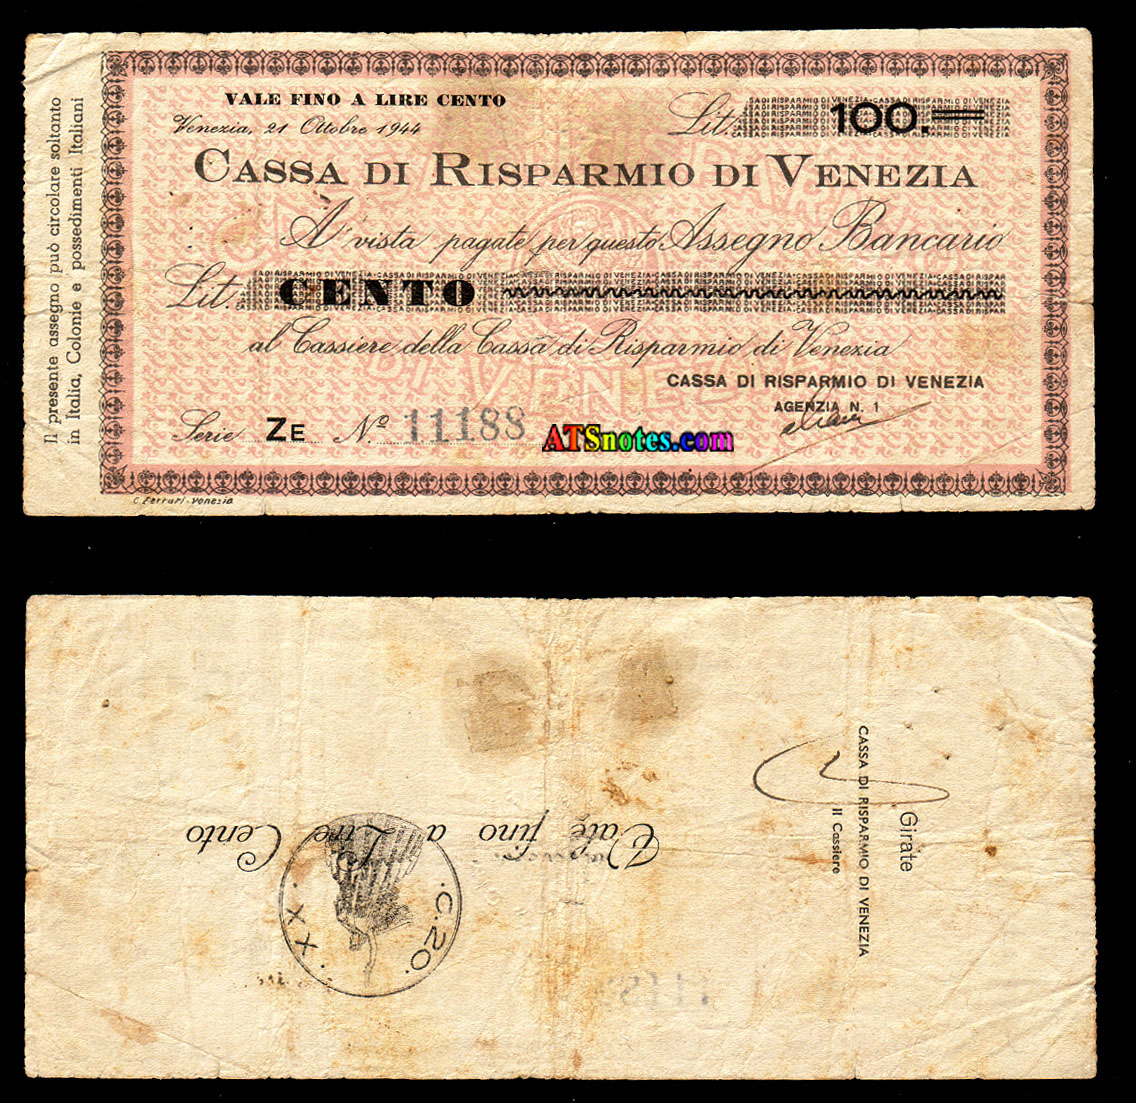 Il presente assegno può circolare soltanto
in Italia, Colonie e possedimenti Italiani
VALE FINO A LIRE CENTO
Venezia, 21 Ottobre 1944
Lit. 100.
CASSA DI RISPARMIO DI VENEZIA
A vista pagate per questo Assegno Bancario
Lit. CENTO
al Cassiere della Cassa di Risparmio di Venezia
CASSA DI RISPARMIO DI VENEZIA
AGENZIA N. 1
Serie ZE Nº 11188
ATSnotes.com
C. Ferrari - Venezia
Girate
CASSA DI RISPARMIO DI VENEZIA
Il Cassiere
Vale fino a Lire Cento
·C.20·
·XX·